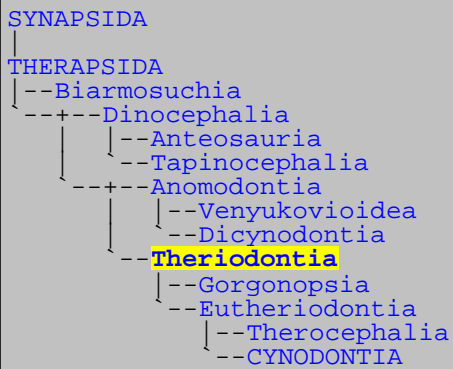 SYNAPSIDA
|
THERAPSIDA
|--Biarmosuchia
`--+--Dinocephalia
   |  |--Anteosauria
   |  `--Tapinocephalia
   `--+--Anomodontia
      |  |--Venyukovioidea
      |  `--Dicynodontia
      `--Theriodontia
         |--Gorgonopsia
         `--Eutheriodontia
            |--Therocephalia
            `--CYNODONTIA